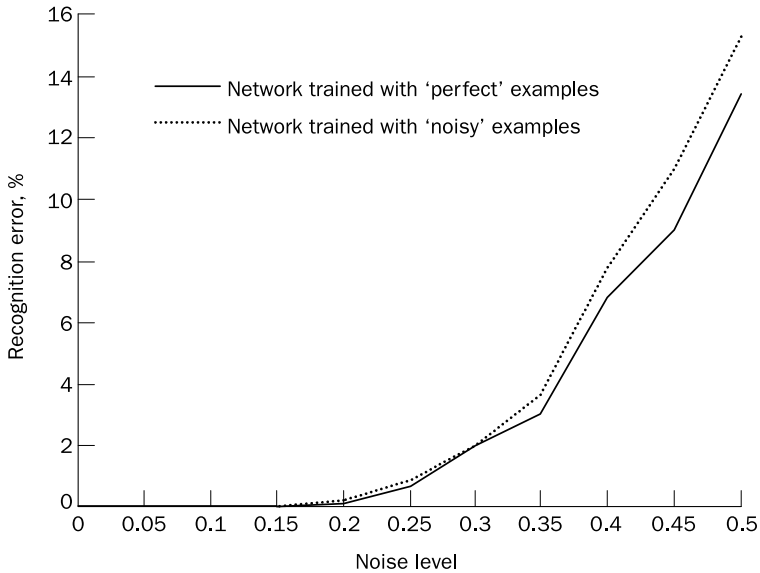 16
14
12
10
8
6
4
2
0
Recognition error, %
Network trained with ‘perfect’ examples
Network trained with ‘noisy’ examples
0 0.05 0.1 0.15 0.2 0.25 0.3 0.35 0.4 0.45 0.5
Noise level